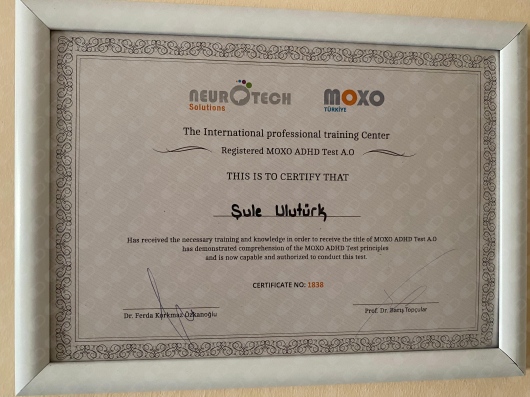 NEUROTECH
Solutions
MOXO
TÜRKİYE
The International professional training Center
Registered MOXO ADHD Test A.O
THIS IS TO CERTIFY THAT
Şule Ulutürk
Has received the necessary training and knowledge in order to receive the title of MOXO ADHD Test A.O
has demonstrated comprehension of the MOXO ADHD Test principles
and is now capable and authorized to conduct this test.
CERTIFICATE NO: 1838
Dr. Ferda Korkmaz Özkanoğlu
Prof. Dr. Barış Topçular